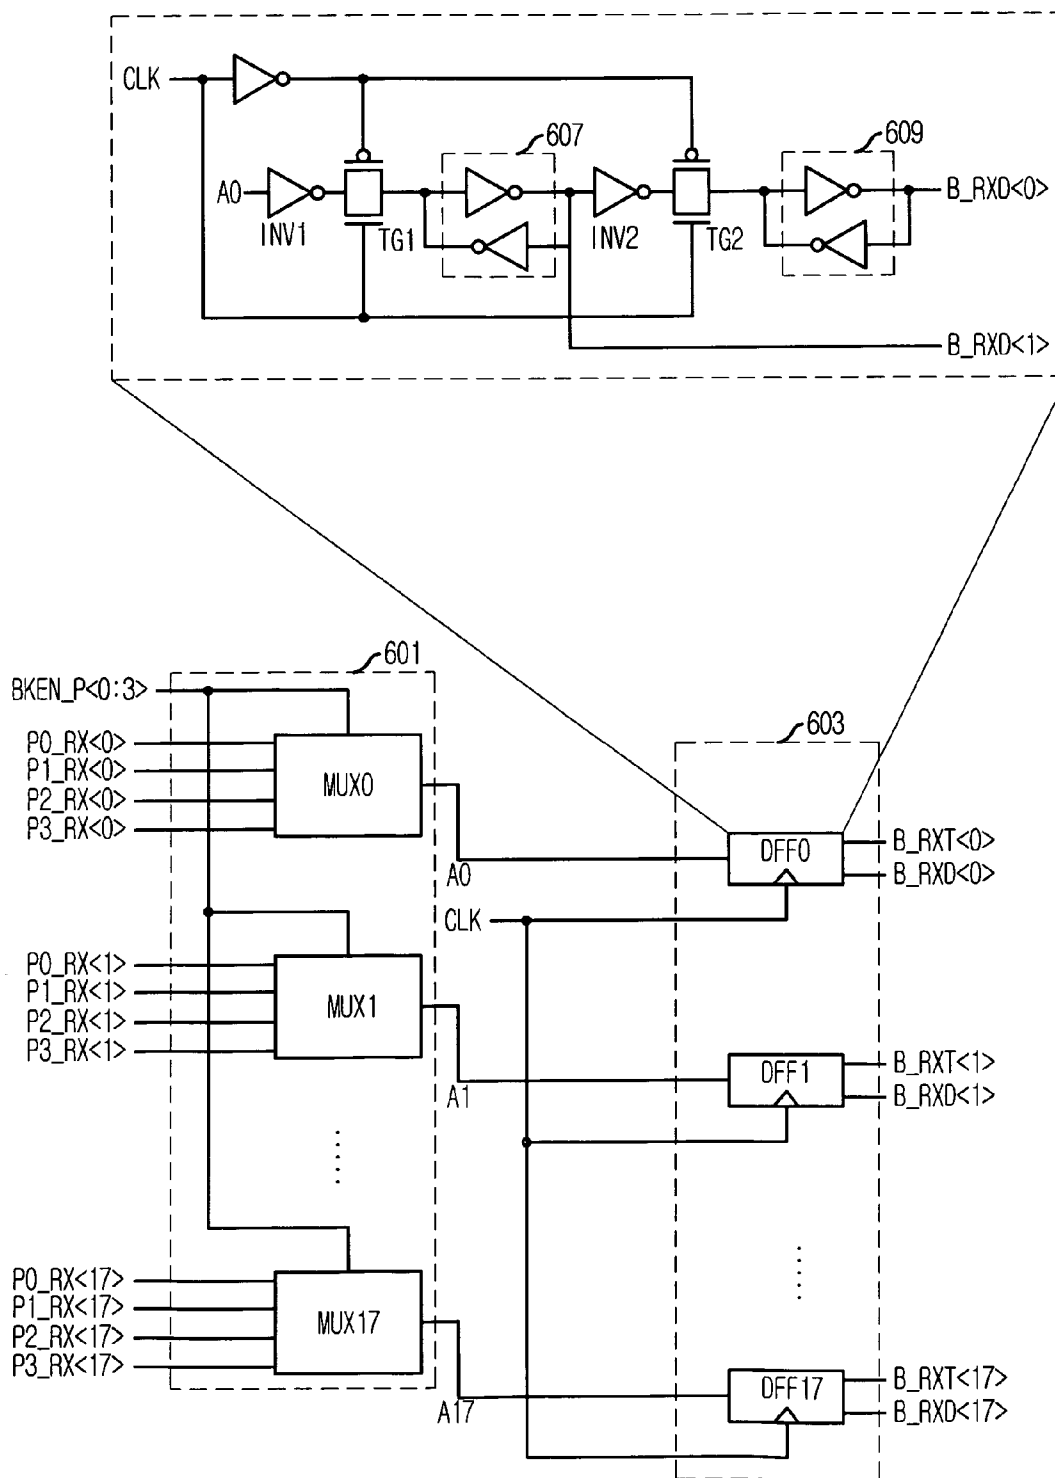 CLK
607
609
A0
B_RXD<0>
INV1
TG1
INV2
TG2
B_RXD<1>
601
BKEN_P<0:3>
603
P0_RX<0>
P1_RX<0>
P2_RX<0>
P3_RX<0>
MUX0
DFF0
B_RXT<0>
B_RXD<0>
A0
CLK
P0_RX<1>
P1_RX<1>
P2_RX<1>
P3_RX<1>
MUX1
DFF1
B_RXT<1>
B_RXD<1>
A1
P0_RX<17>
P1_RX<17>
P2_RX<17>
P3_RX<17>
MUX17
DFF17
B_RXT<17>
B_RXD<17>
A17